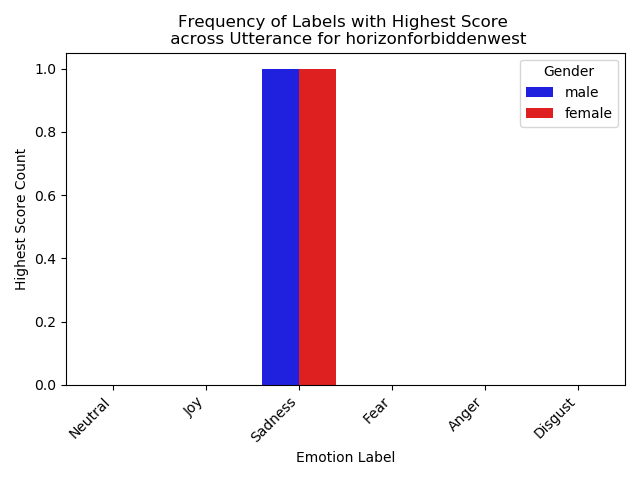 Frequency of Labels with Highest Score
across Utterance for horizonforbiddenwest
Gender
male
female
Highest Score Count
1.0
0.8
0.6
0.4
0.2
0.0
Neutral
Joy
Sadness
Fear
Anger
Disgust
Emotion Label